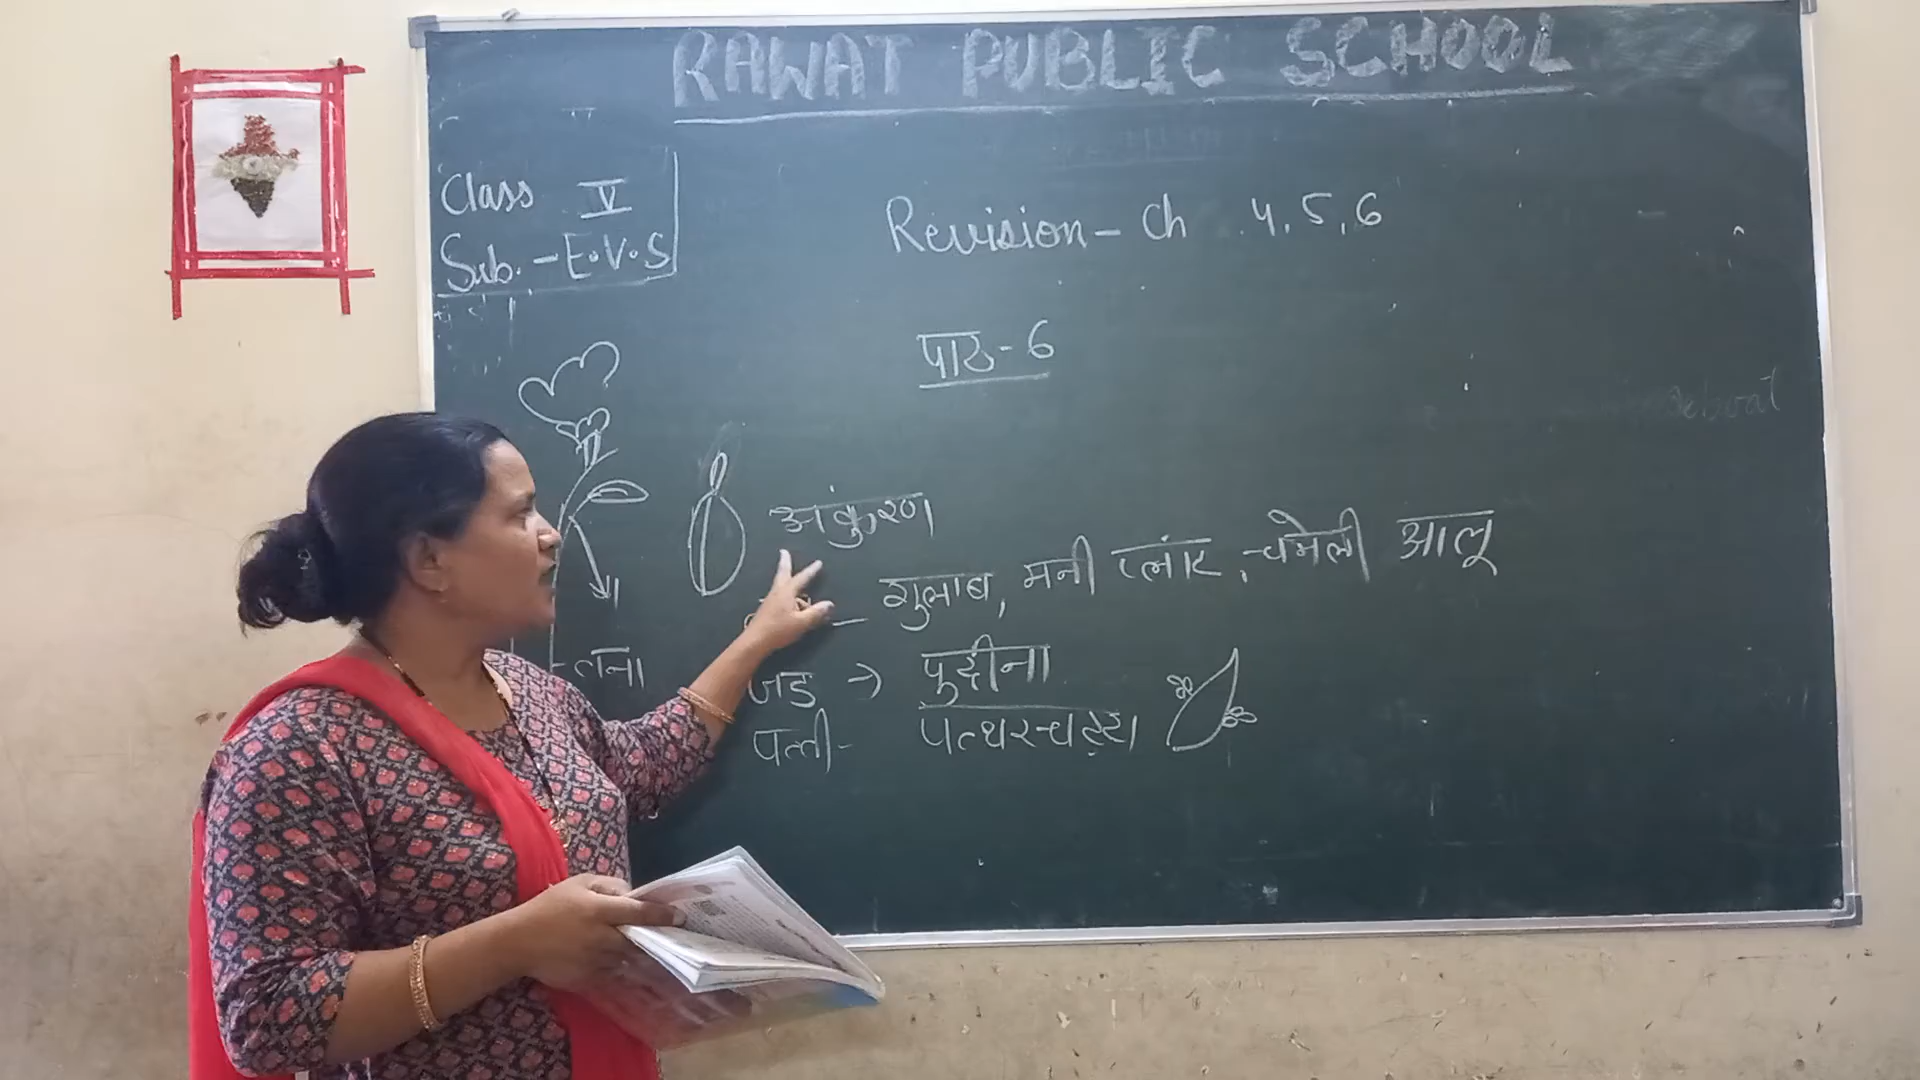 RAWAT PUBLIC SCHOOL
Class V
Sub. - E.V.S
Revision - Ch 4, 5, 6
पाठ - 6
अंकुरण
गुलाब, मनी प्लांट, चमेली आलू
तना
जड़ → पुदीना
पत्ती - पत्थरचट्टा